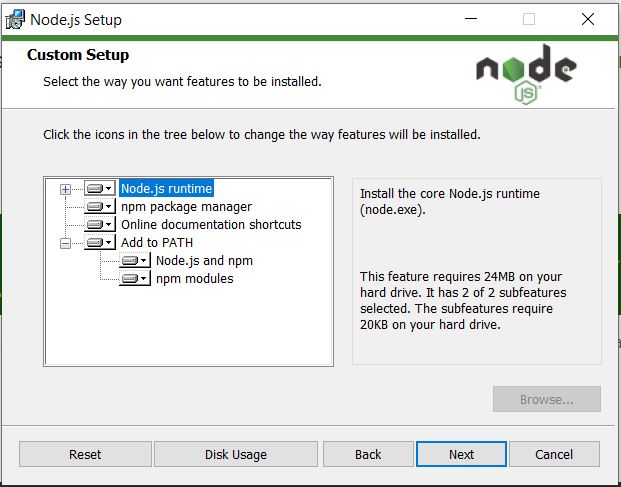 Node.js Setup
Custom Setup
Select the way you want features to be installed.
node
JS
Click the icons in the tree below to change the way features will be installed.
Node.js runtime
npm package manager
Online documentation shortcuts
Add to PATH
Node.js and npm
npm modules
Install the core Node.js runtime
(node.exe).
This feature requires 24MB on your
hard drive. It has 2 of 2 subfeatures
selected. The subfeatures require
20KB on your hard drive.
Browse...
Reset
Disk Usage
Back
Next
Cancel